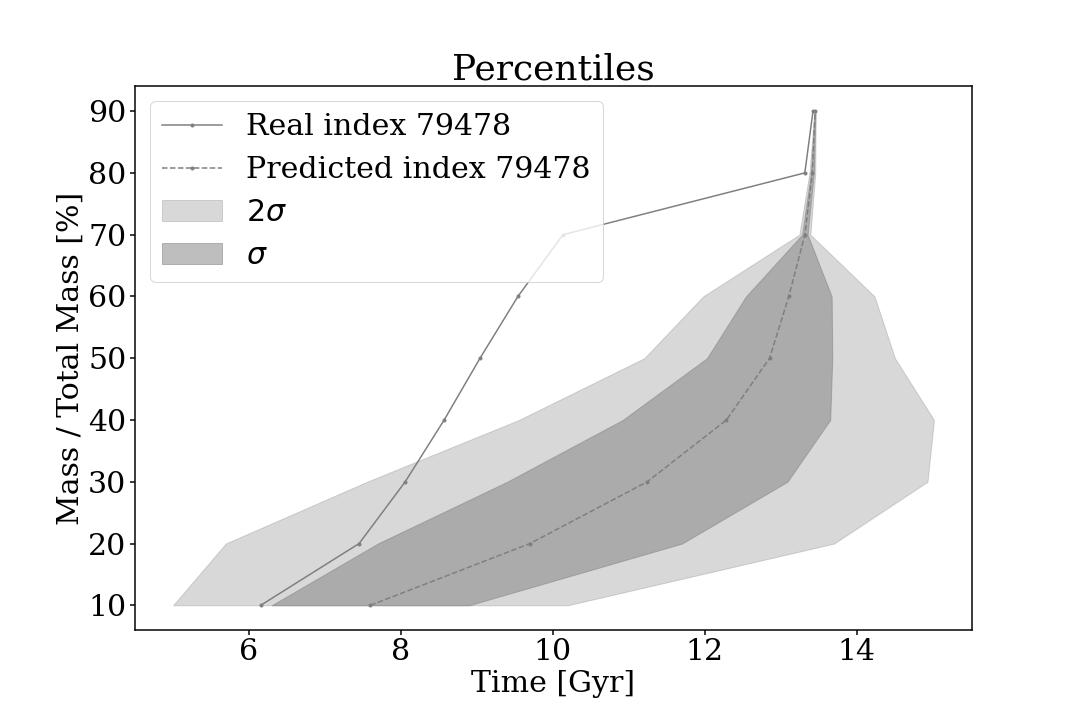 Percentiles
Real index 79478
Predicted index 79478
2σ
σ
Mass / Total Mass [%]
90
80
70
60
50
40
30
20
10
6 8 10 12 14
Time [Gyr]